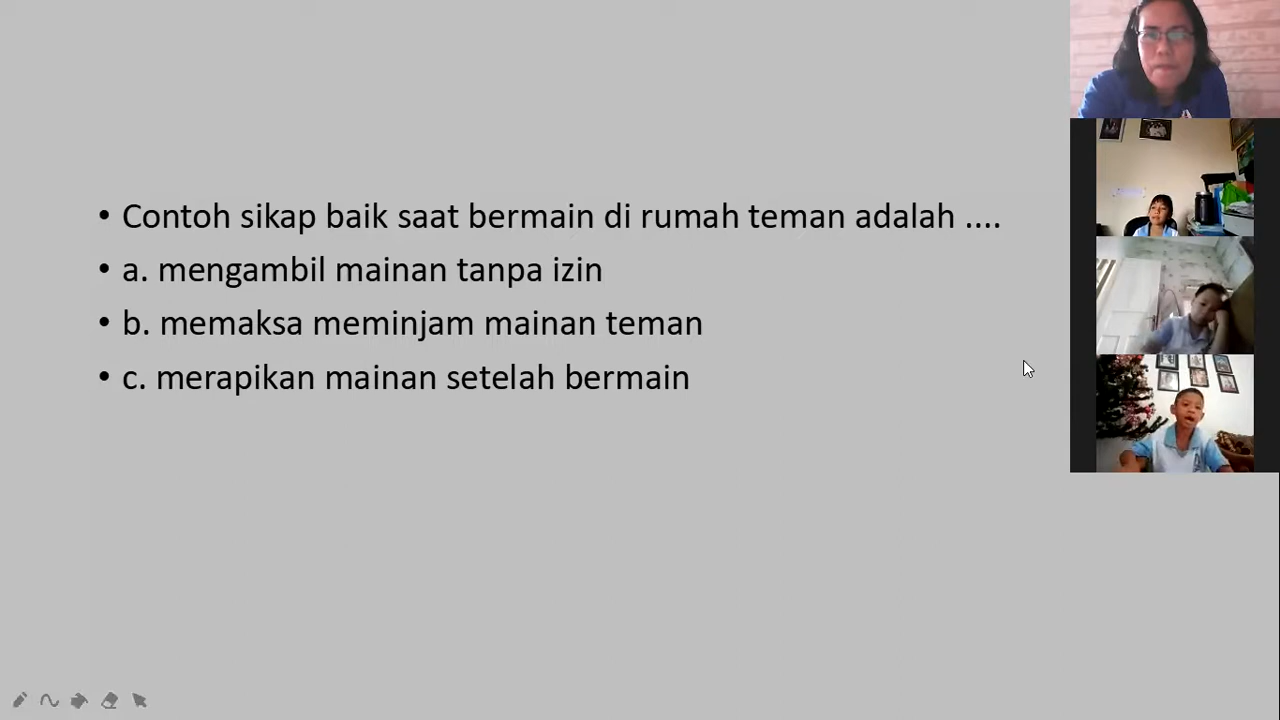 • Contoh sikap baik saat bermain di rumah teman adalah ....
• a. mengambil mainan tanpa izin
• b. memaksa meminjam mainan teman
• c. merapikan mainan setelah bermain